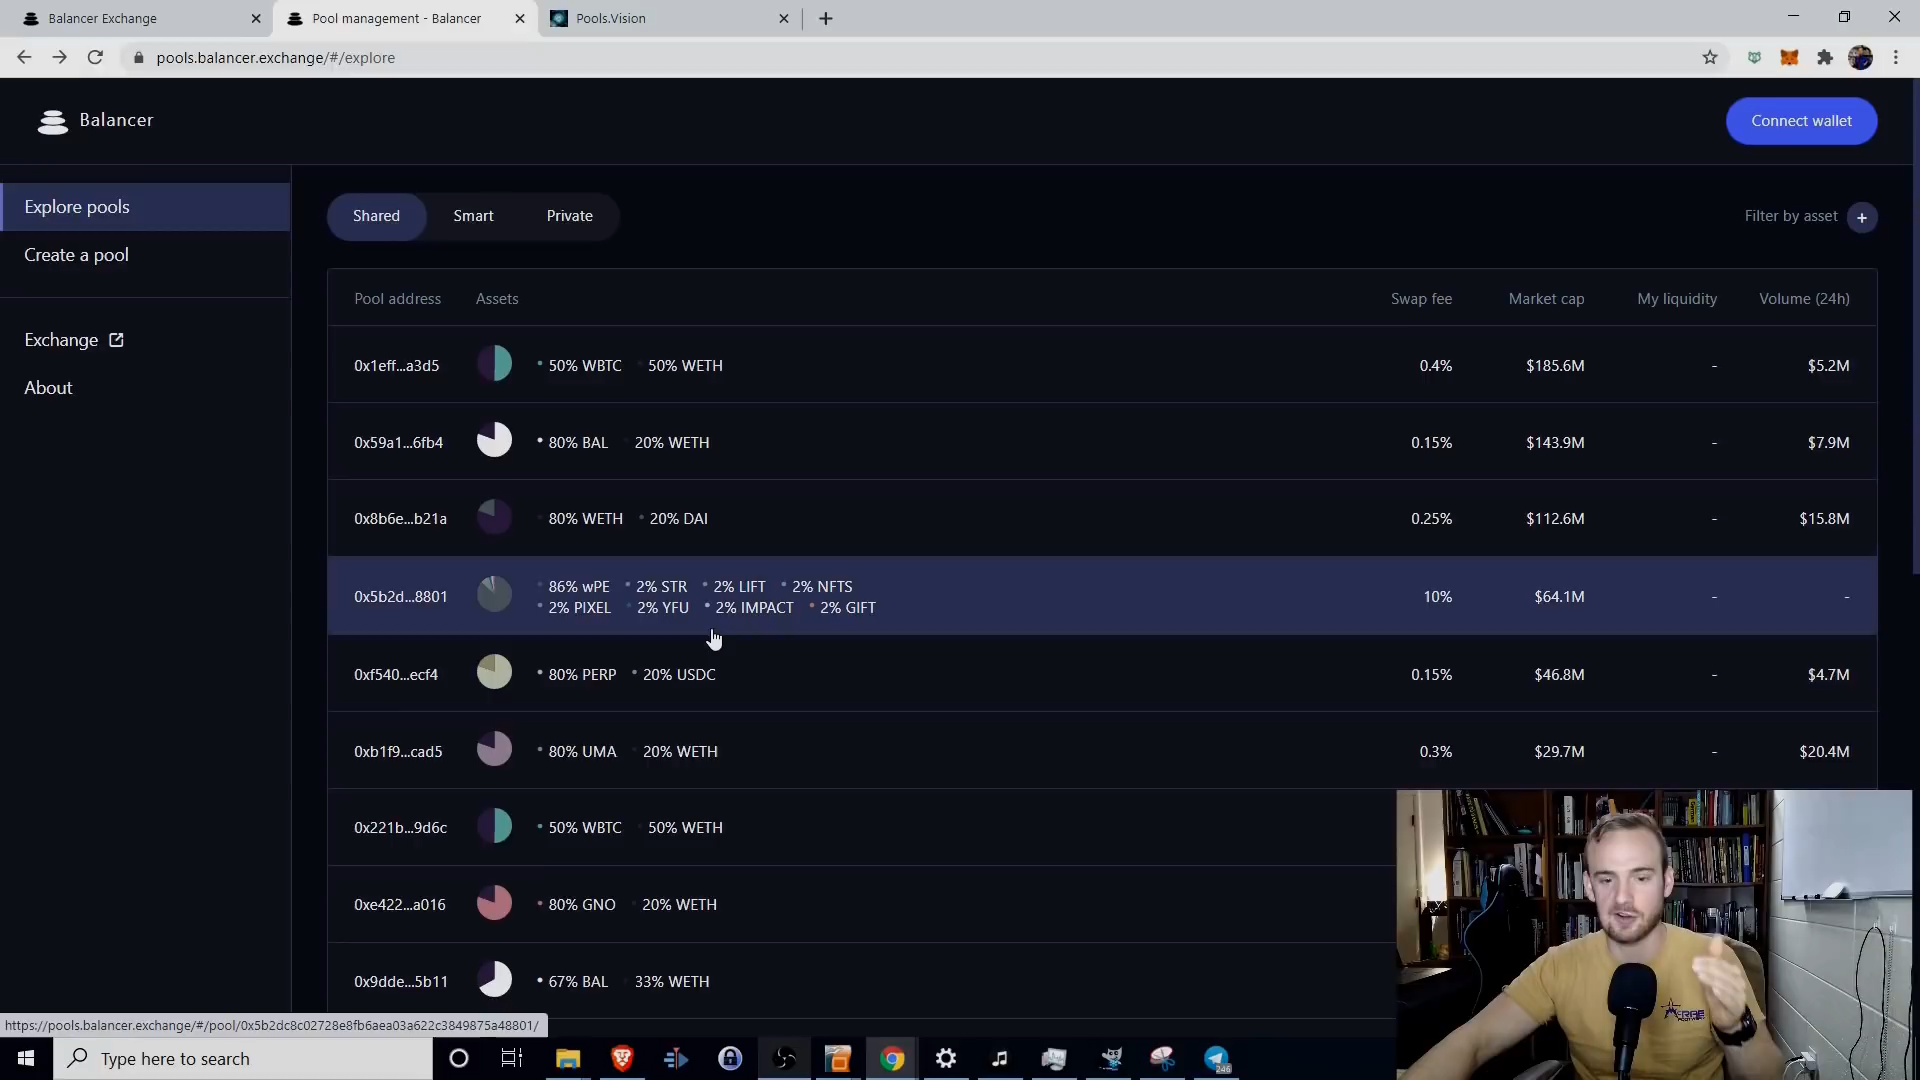 Balancer Exchange
Pool management - Balancer
Pools.Vision
pools.balancer.exchange/#/explore
Balancer
Connect wallet
Explore pools
Create a pool
Exchange
About
Shared
Smart
Private
Filter by asset +
Pool address Assets Swap fee Market cap My liquidity Volume (24h)
0x1eff...a3d5 50% WBTC 50% WETH 0.4% $185.6M - $5.2M
0x59a1...6fb4 80% BAL 20% WETH 0.15% $143.9M - $7.9M
0x8b6e...b21a 80% WETH 20% DAI 0.25% $112.6M - $15.8M
0x5b2d...8801 86% wPE 2% STR 2% LIFT 2% NFTS 10% $64.1M - -
2% PIXEL 2% YFU 2% IMPACT 2% GIFT
0xf540...ecf4 80% PERP 20% USDC 0.15% $46.8M - $4.7M
0xb1f9...cad5 80% UMA 20% WETH 0.3% $29.7M - $20.4M
0x221b...9d6c 50% WBTC 50% WETH
0xe422...a016 80% GNO 20% WETH
0x9dde...5b11 67% BAL 33% WETH
https://pools.balancer.exchange/#/pool/0x5b2dc8c02728e8fb6aea03a622c3849875a48801/
Type here to search
246